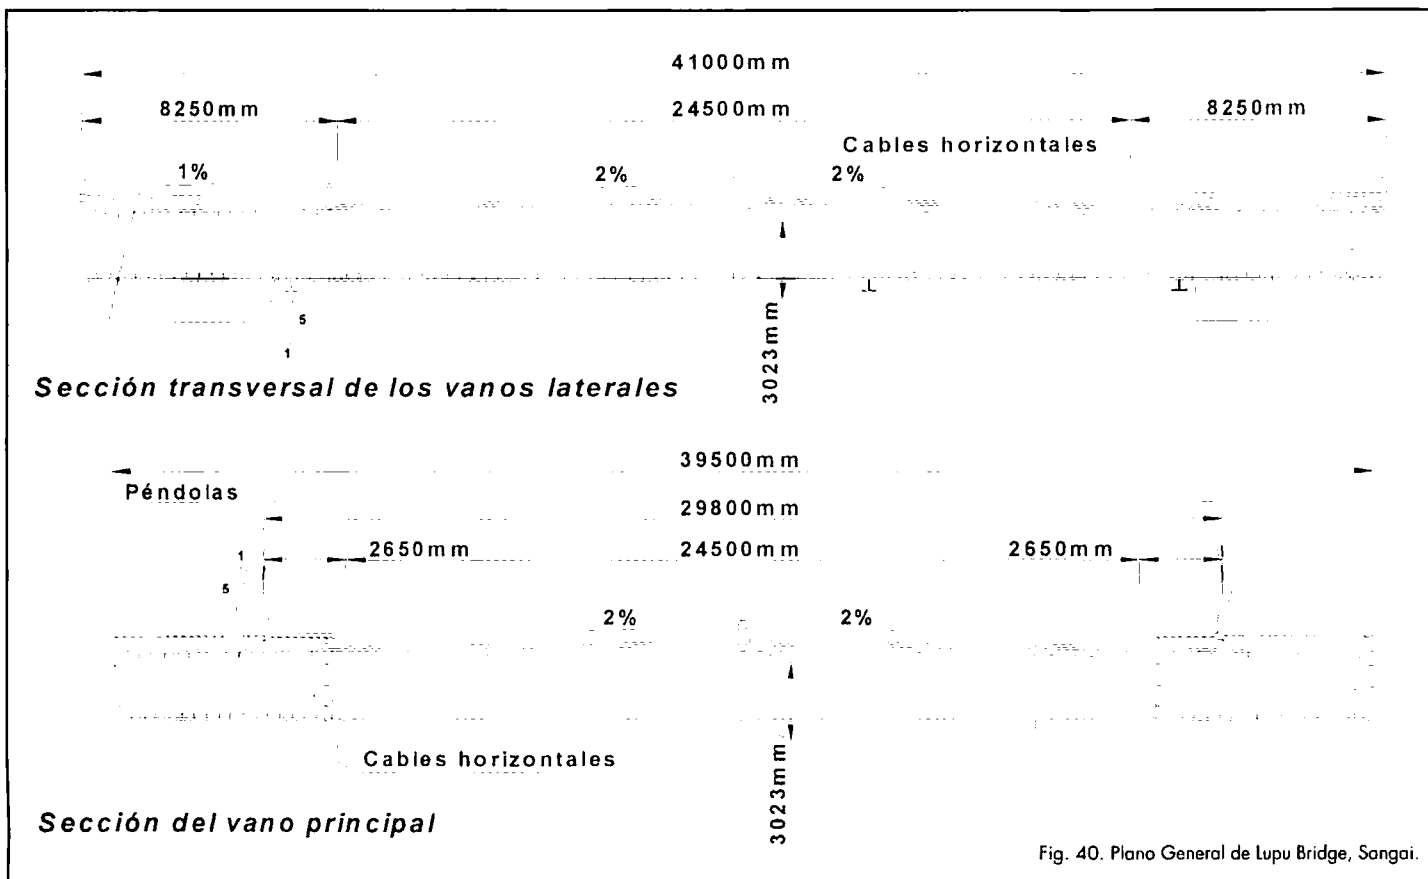 41000mm
8250mm 24500mm 8250mm
Cables horizontales
1% 2% 2%
5
1
3023mm
Sección transversal de los vanos laterales
39500mm
Péndolas
29800mm
2650mm 24500mm 2650mm
1
5
2% 2%
Cables horizontales
3023mm
Sección del vano principal
Fig. 40. Plano General de Lupu Bridge, Sangai.